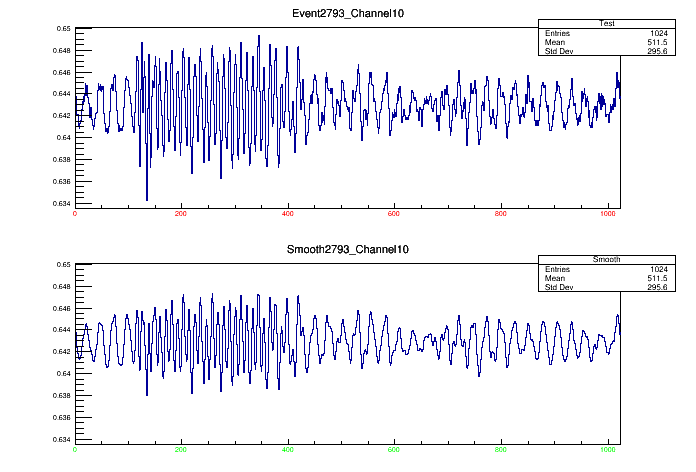 Event2793_Channel10
Test
Entries 1024
Mean 511.5
Std Dev 295.6
0.65
0.648
0.646
0.644
0.642
0.64
0.638
0.636
0.634
0 200 400 600 800 1000
Smooth2793_Channel10
Smooth
Entries 1024
Mean 511.5
Std Dev 295.6
0.65
0.648
0.646
0.644
0.642
0.64
0.638
0.636
0.634
0 200 400 600 800 1000